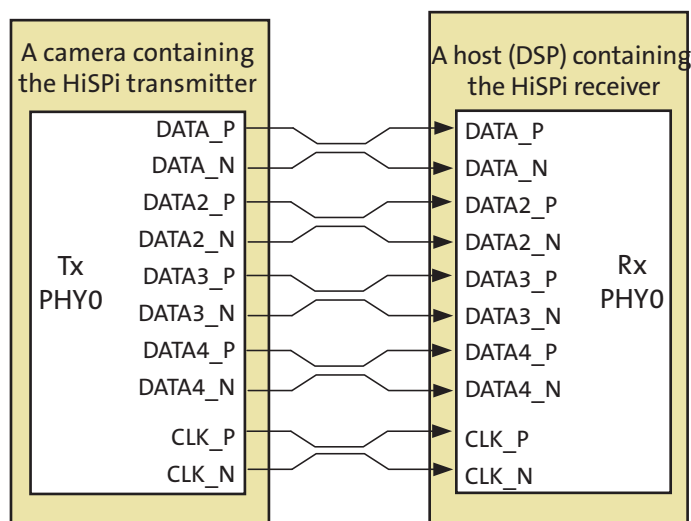 A camera containing
the HiSPi transmitter
A host (DSP) containing
the HiSPi receiver
Tx
PHY0
DATA_P
DATA_N
DATA2_P
DATA2_N
DATA3_P
DATA3_N
DATA4_P
DATA4_N
CLK_P
CLK_N
DATA_P
DATA_N
DATA2_P
DATA2_N
DATA3_P
DATA3_N
DATA4_P
DATA4_N
CLK_P
CLK_N
Rx
PHY0